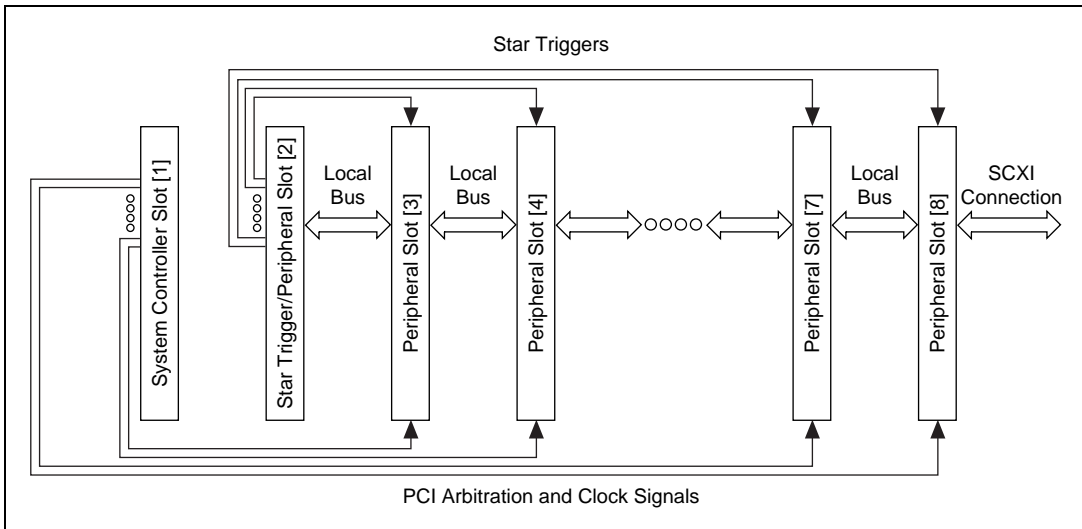 Star Triggers
System Controller Slot [1]
Star Trigger/Peripheral Slot [2]
Local
Bus
Peripheral Slot [3]
Local
Bus
Peripheral Slot [4]
Peripheral Slot [7]
Local
Bus
Peripheral Slot [8]
SCXI
Connection
PCI Arbitration and Clock Signals